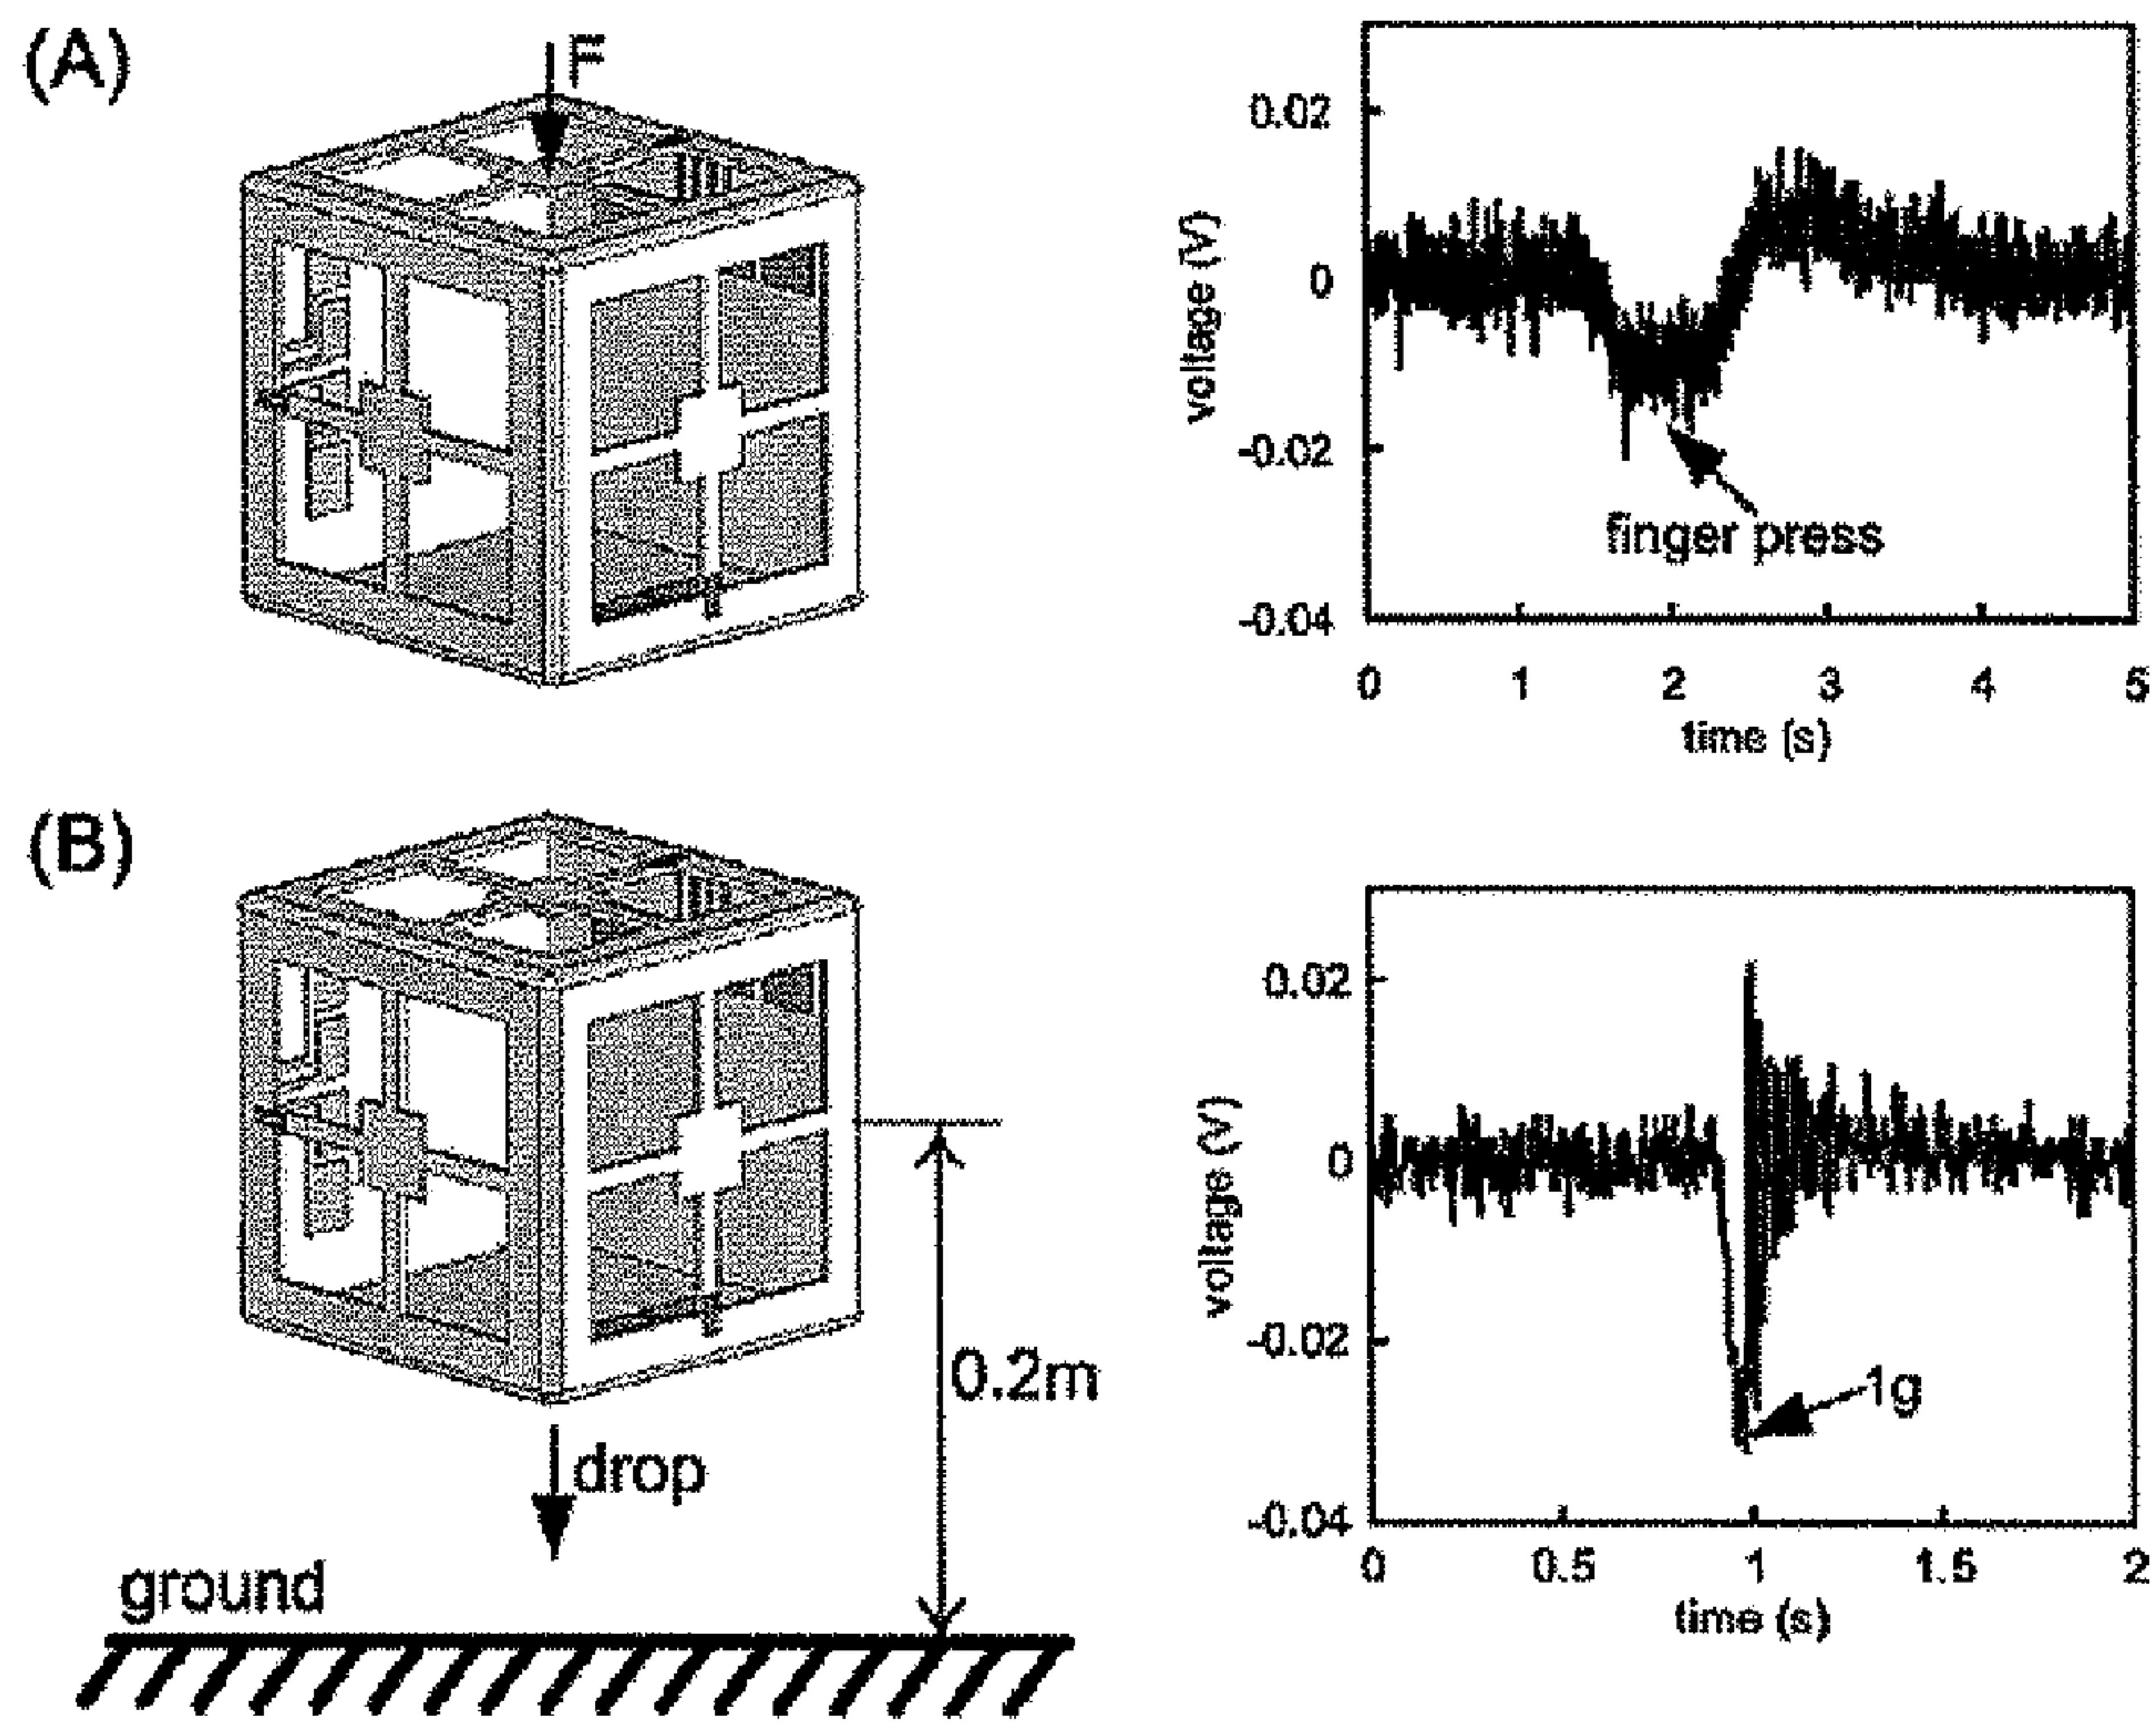 (A)
F
0.02
0
-0.02
-0.04
voltage (V)
finger press
0 1 2 3 4 5
time (s)
(B)
0.2m
drop
ground
0.02
0
-0.02
-0.04
voltage (V)
1g
0 0.5 1 1.5 2
time (s)